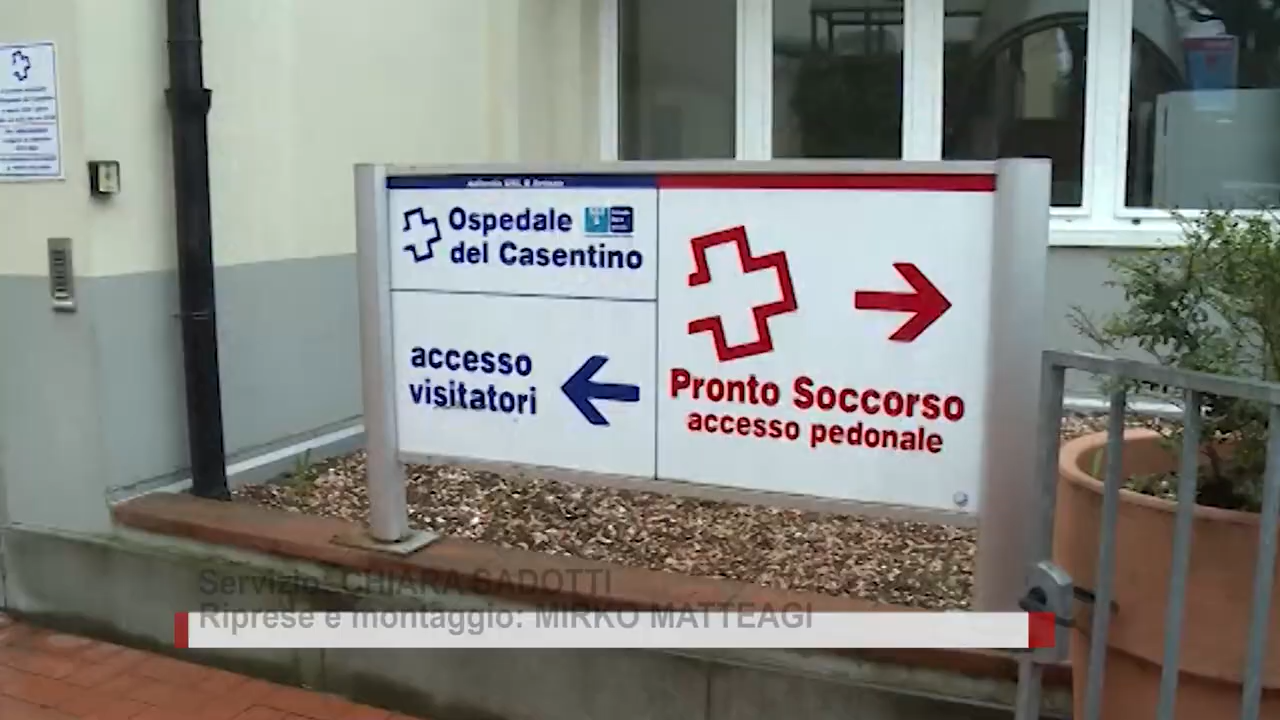 Ospedale
del Casentino
accesso
visitatori
Pronto Soccorso
accesso pedonale
Servizio: CHIARA SADOTTI
Riprese e montaggio: MIRKO MATTEAGI